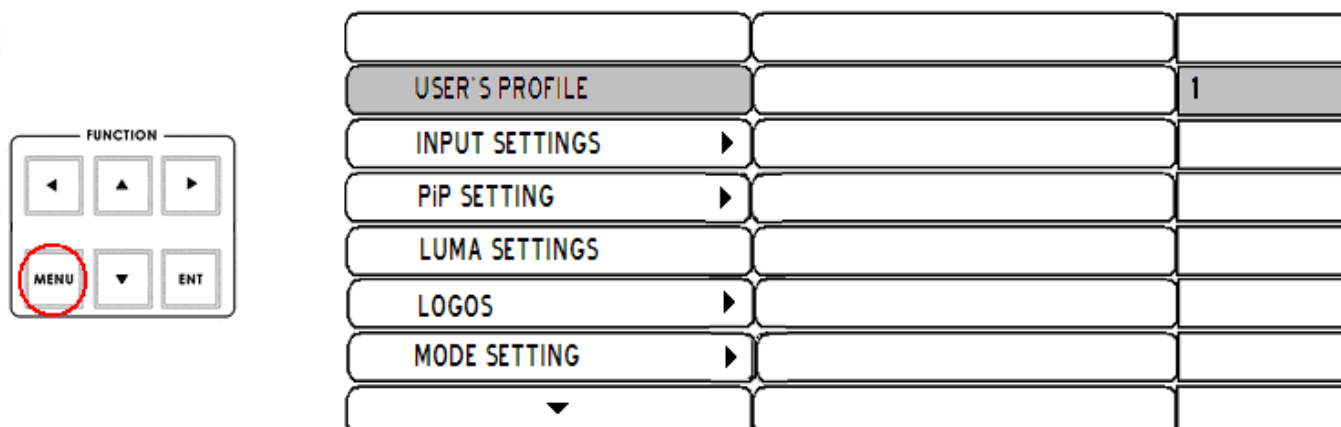 FUNCTION
MENU
ENT
USER'S PROFILE
1
INPUT SETTINGS
PiP SETTING
LUMA SETTINGS
LOGOS
MODE SETTING